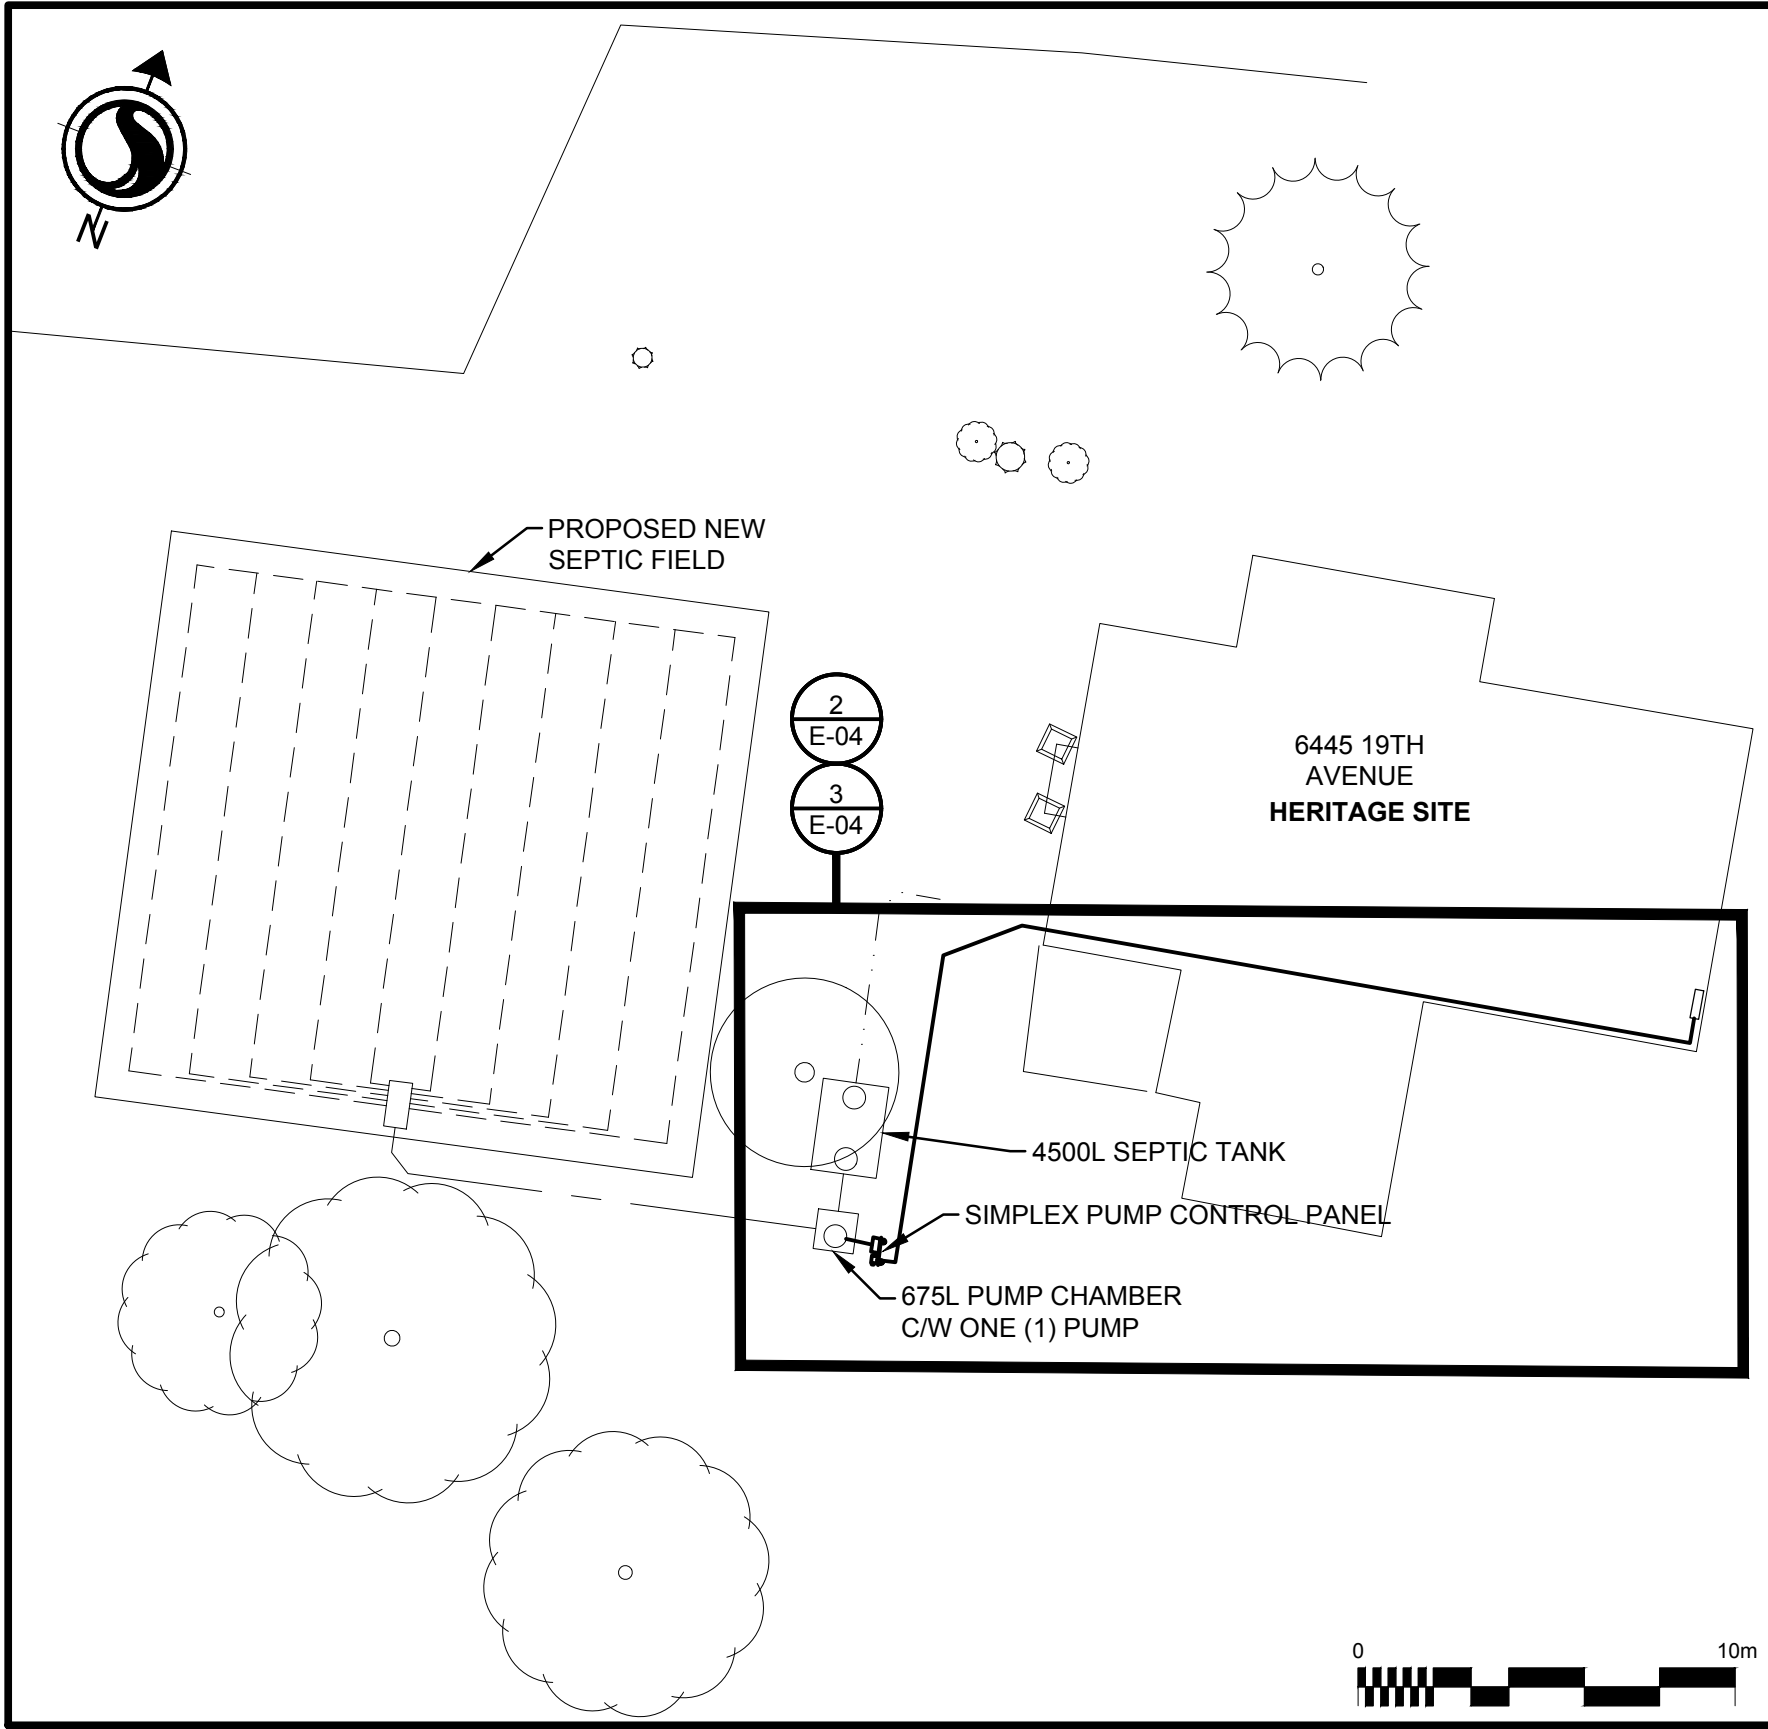 N
PROPOSED NEW
SEPTIC FIELD
2
E-04
3
E-04
6445 19TH
AVENUE
HERITAGE SITE
4500L SEPTIC TANK
SIMPLEX PUMP CONTROL PANEL
675L PUMP CHAMBER
C/W ONE (1) PUMP
0 10m